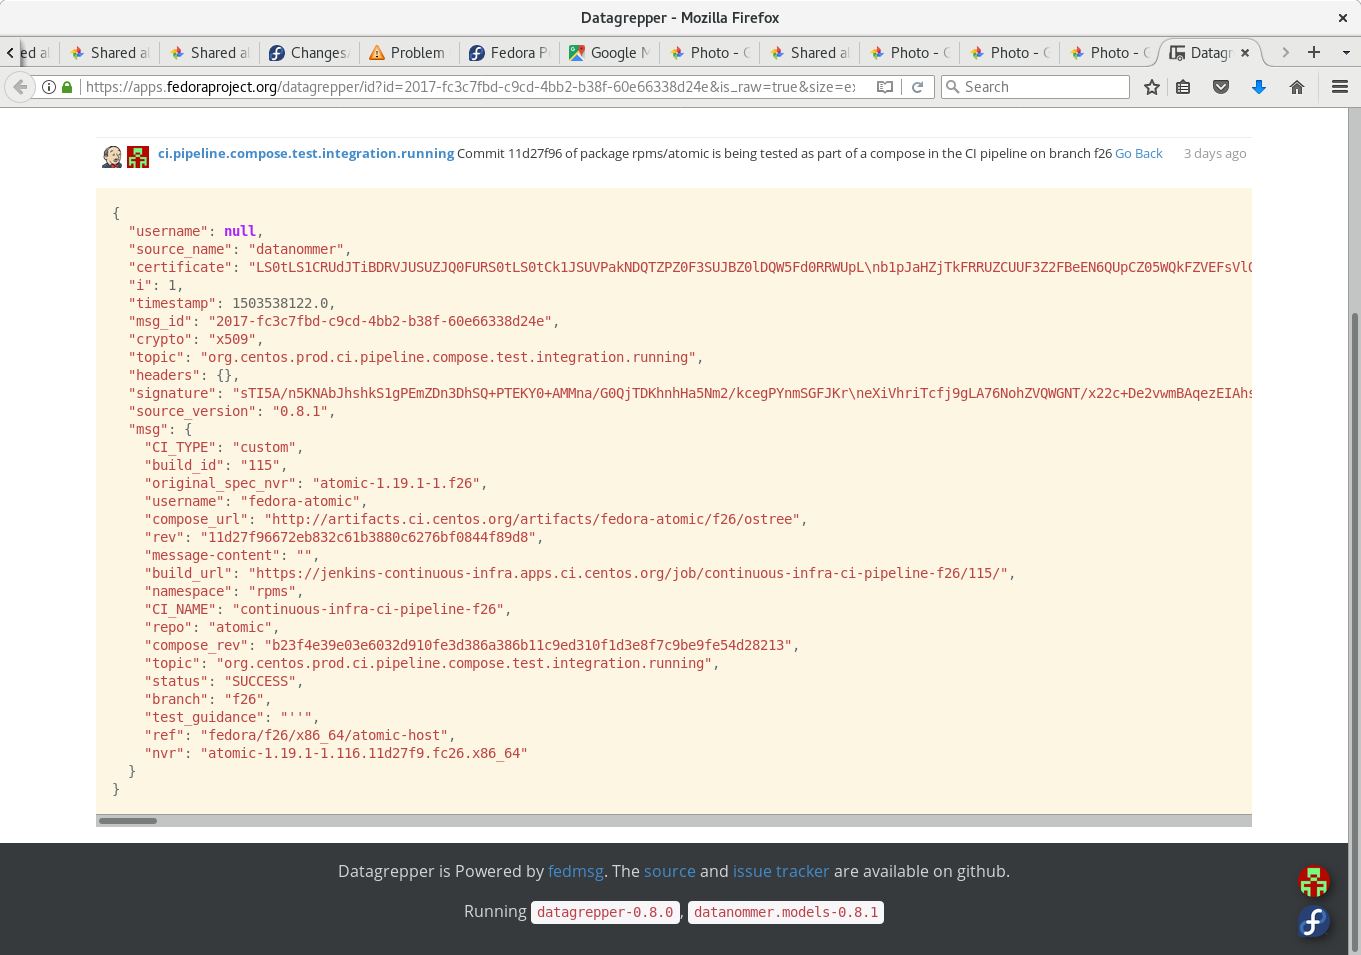 Datagrepper - Mozilla Firefox
ed al
Shared al
Shared al
Changes/
Problem
Fedora P
Google M
Photo - G
Shared al
Photo - G
Photo - G
Photo - G
Datagr
https://apps.fedoraproject.org/datagrepper/id?id=2017-fc3c7fbd-c9cd-4bb2-b38f-60e66338d24e&is_raw=true&size=ex
Search
ci.pipeline.compose.test.integration.running Commit 11d27f96 of package rpms/atomic is being tested as part of a compose in the CI pipeline on branch f26 Go Back 3 days ago
{
"username": null,
"source_name": "datanommer",
"certificate": "LS0tLS1CRUdJTiBDRVJUSUZJQ0FURS0tLS0tCk1JSUVPakNDQTZPZ0F3SUJBZ0lDQW5Fd0RRWUpL\nb1pJaHZjTkFRRUZCUUF3Z2FBeEN6QUpCZ05WQkFZVEFsVlQ
"i": 1,
"timestamp": 1503538122.0,
"msg_id": "2017-fc3c7fbd-c9cd-4bb2-b38f-60e66338d24e",
"crypto": "x509",
"topic": "org.centos.prod.ci.pipeline.compose.test.integration.running",
"headers": {},
"signature": "sTI5A/n5KNAbJhshkS1gPEmZDn3DhSQ+PTEKY0+AMMna/G0QjTDKhnhHa5Nm2/kcegPYnmSGFJKr\neXiVhriTcfj9gLA76NohZVQWGNT/x22c+De2vwmBAqezEIAhs
"source_version": "0.8.1",
"msg": {
"CI_TYPE": "custom",
"build_id": "115",
"original_spec_nvr": "atomic-1.19.1-1.f26",
"username": "fedora-atomic",
"compose_url": "http://artifacts.ci.centos.org/artifacts/fedora-atomic/f26/ostree",
"rev": "11d27f96672eb832c61b3880c6276bf0844f89d8",
"message-content": "",
"build_url": "https://jenkins-continuous-infra.apps.ci.centos.org/job/continuous-infra-ci-pipeline-f26/115/",
"namespace": "rpms",
"CI_NAME": "continuous-infra-ci-pipeline-f26",
"repo": "atomic",
"compose_rev": "b23f4e39e03e6032d910fe3d386a386b11c9ed310f1d3e8f7c9be9fe54d28213",
"topic": "org.centos.prod.ci.pipeline.compose.test.integration.running",
"status": "SUCCESS",
"branch": "f26",
"test_guidance": "''",
"ref": "fedora/f26/x86_64/atomic-host",
"nvr": "atomic-1.19.1-1.116.11d27f9.fc26.x86_64"
}
}
Datagrepper is Powered by fedmsg. The source and issue tracker are available on github.
Running datagrepper-0.8.0, datanommer.models-0.8.1